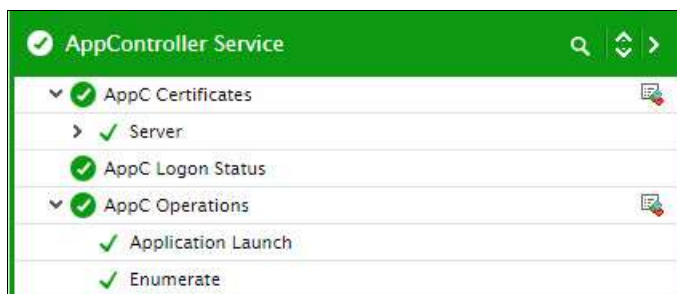 AppController Service
AppC Certificates
Server
AppC Logon Status
AppC Operations
Application Launch
Enumerate